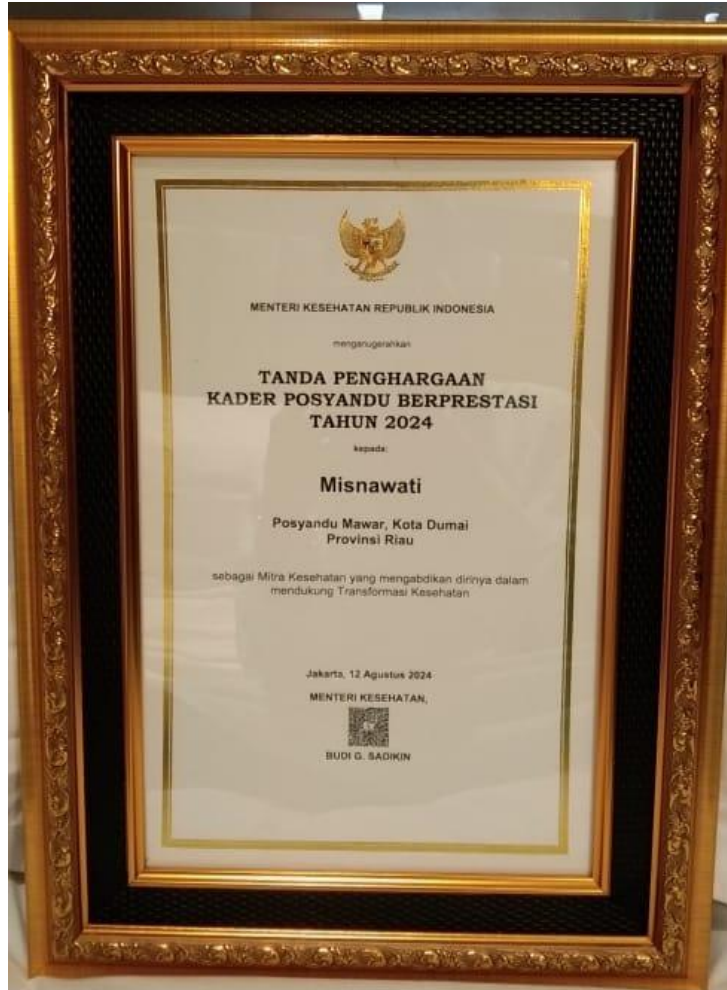 MENTERI KESEHATAN REPUBLIK INDONESIA
menganugerahkan
TANDA PENGHARGAAN
KADER POSYANDU BERPRESTASI
TAHUN 2024
kepada:
Misnawati
Posyandu Mawar, Kota Dumai
Provinsi Riau
sebagai Mitra Kesehatan yang mengabdikan dirinya dalam
mendukung Transformasi Kesehatan
Jakarta, 12 Agustus 2024
MENTERI KESEHATAN,
BUDI G. SADIKIN